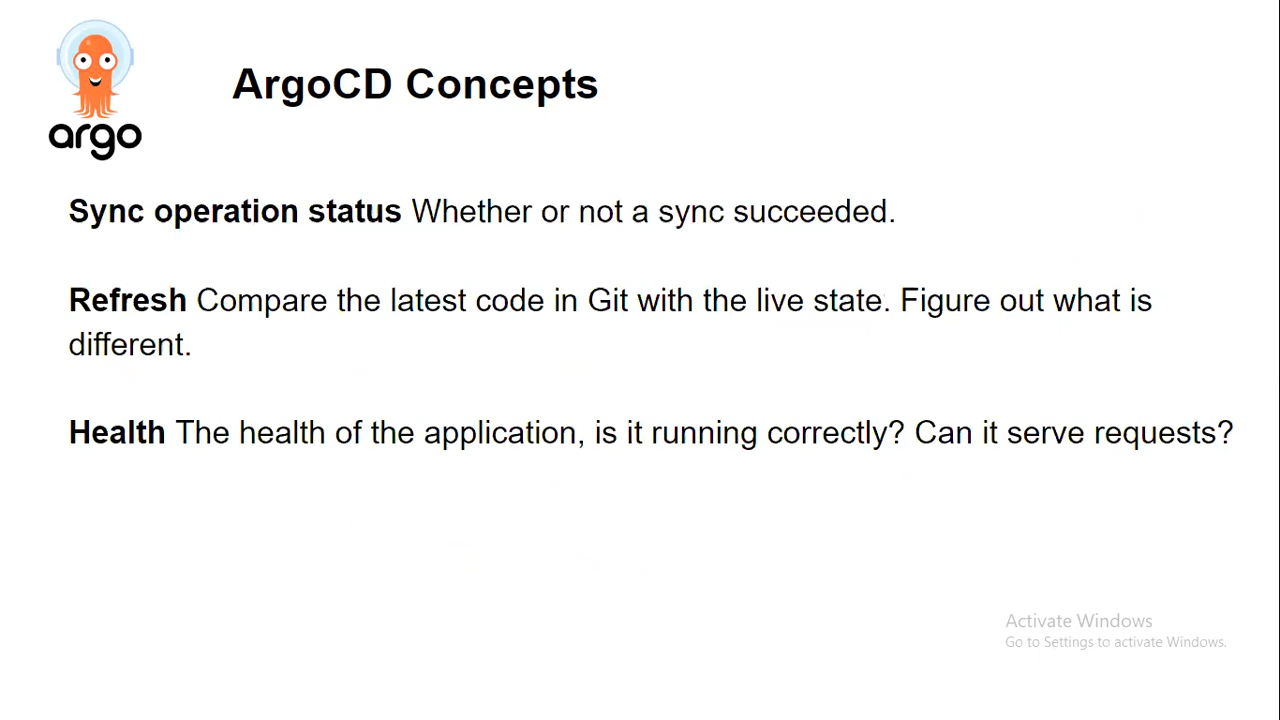 argo
ArgoCD Concepts
Sync operation status Whether or not a sync succeeded.
Refresh Compare the latest code in Git with the live state. Figure out what is
different.
Health The health of the application, is it running correctly? Can it serve requests?
Activate Windows
Go to Settings to activate Windows.